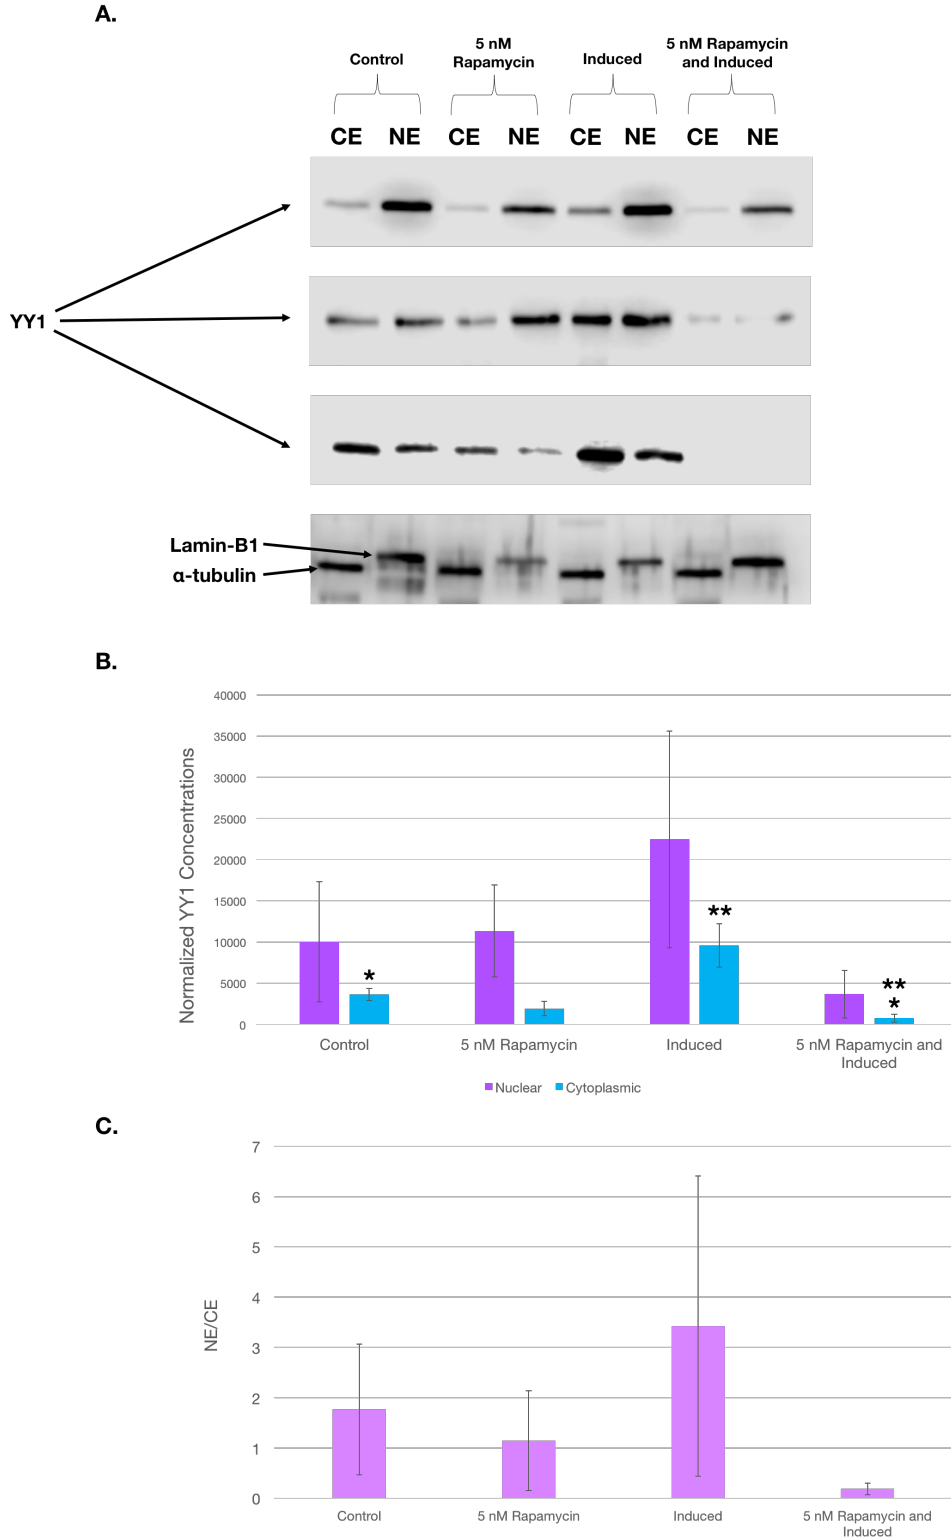 A.
Control
5 nM
Rapamycin
Induced
5 nM Rapamycin
and Induced
CE NE CE NE CE NE CE NE
YY1
Lamin-B1
α-tubulin
B.
Normalized YY1 Concentrations
40000
35000
30000
25000
20000
15000
10000
5000
0
*
**
**
*
Control
5 nM Rapamycin
Induced
5 nM Rapamycin and
Induced
Nuclear Cytoplasmic
C.
NE/CE
7
6
5
4
3
2
1
0
Control
5 nM Rapamycin
Induced
5 nM Rapamycin and
Induced